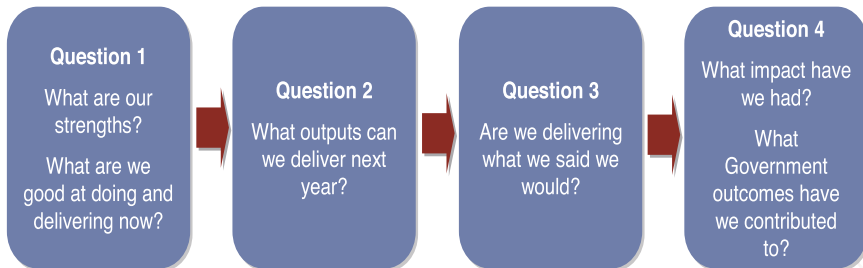 Question 1
What are our
strengths?
What are we
good at doing and
delivering now?
Question 2
What outputs can
we deliver next
year?
Question 3
Are we delivering
what we said we
would?
Question 4
What impact have
we had?
What
Government
outcomes have
we contributed
to?